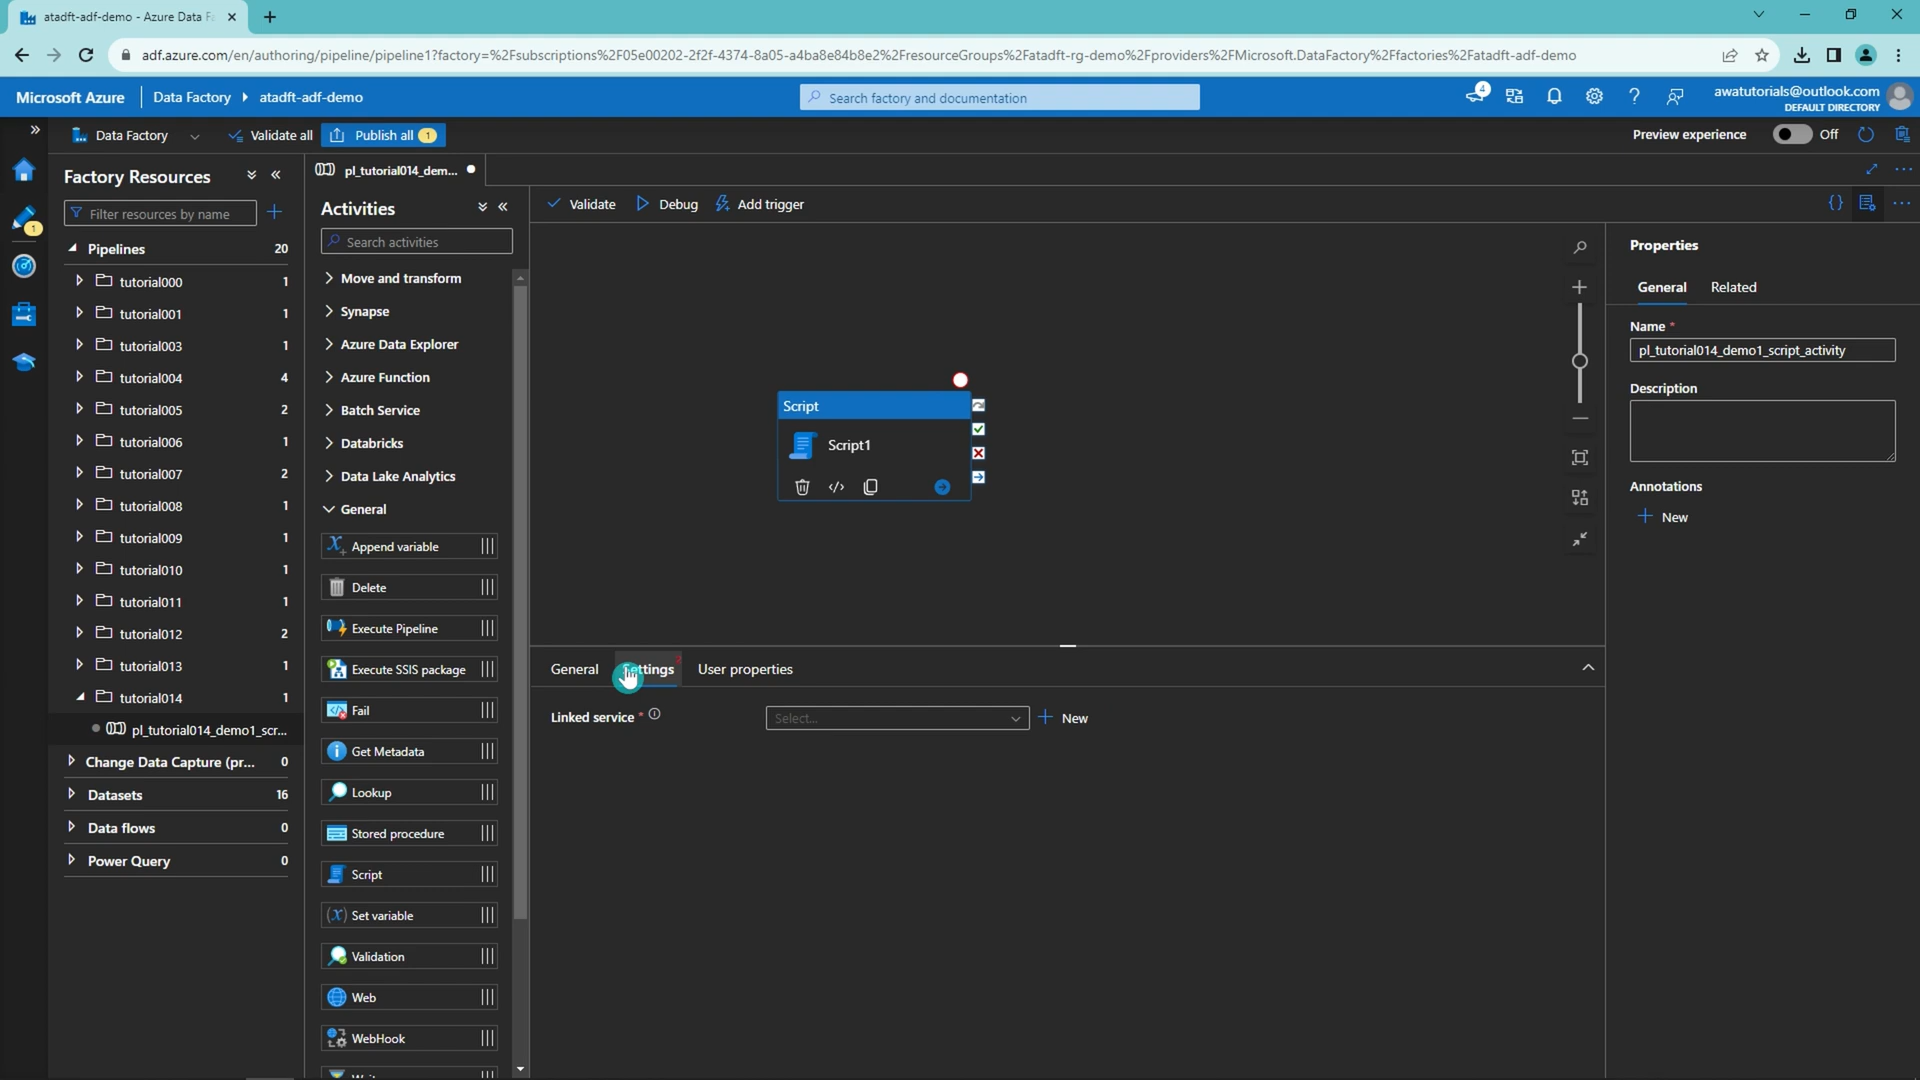 atadft-adf-demo - Azure Data Fa
adf.azure.com/en/authoring/pipeline/pipeline1?factory=%2Fsubscriptions%2F05e00202-2f2f-4374-8a05-a4ba8e84b8e2%2FresourceGroups%2Fatadft-rg-demo%2Fproviders%2FMicrosoft.DataFactory%2Ffactories%2Fatadft-adf-demo
Microsoft Azure
Data Factory
atadft-adf-demo
Search factory and documentation
4
awatutorials@outlook.com
DEFAULT DIRECTORY
Data Factory
Validate all
Publish all 1
Preview experience
Off
1
Factory Resources
Filter resources by name
Pipelines 20
tutorial000 1
tutorial001 1
tutorial003 1
tutorial004 4
tutorial005 2
tutorial006 1
tutorial007 2
tutorial008 1
tutorial009 1
tutorial010 1
tutorial011 1
tutorial012 2
tutorial013 1
tutorial014 1
pl_tutorial014_demo1_scr...
Change Data Capture (pr... 0
Datasets 16
Data flows 0
Power Query 0
pl_tutorial014_dem...
Activities
Search activities
Move and transform
Synapse
Azure Data Explorer
Azure Function
Batch Service
Databricks
Data Lake Analytics
General
Append variable
Delete
Execute Pipeline
Execute SSIS package
Fail
Get Metadata
Lookup
Stored procedure
Script
Set variable
Validation
Web
WebHook
Validate
Debug
Add trigger
Script
Script1
General
Settings
User properties
Linked service *
Select...
New
Properties
General
Related
Name *
pl_tutorial014_demo1_script_activity
Description
Annotations
New